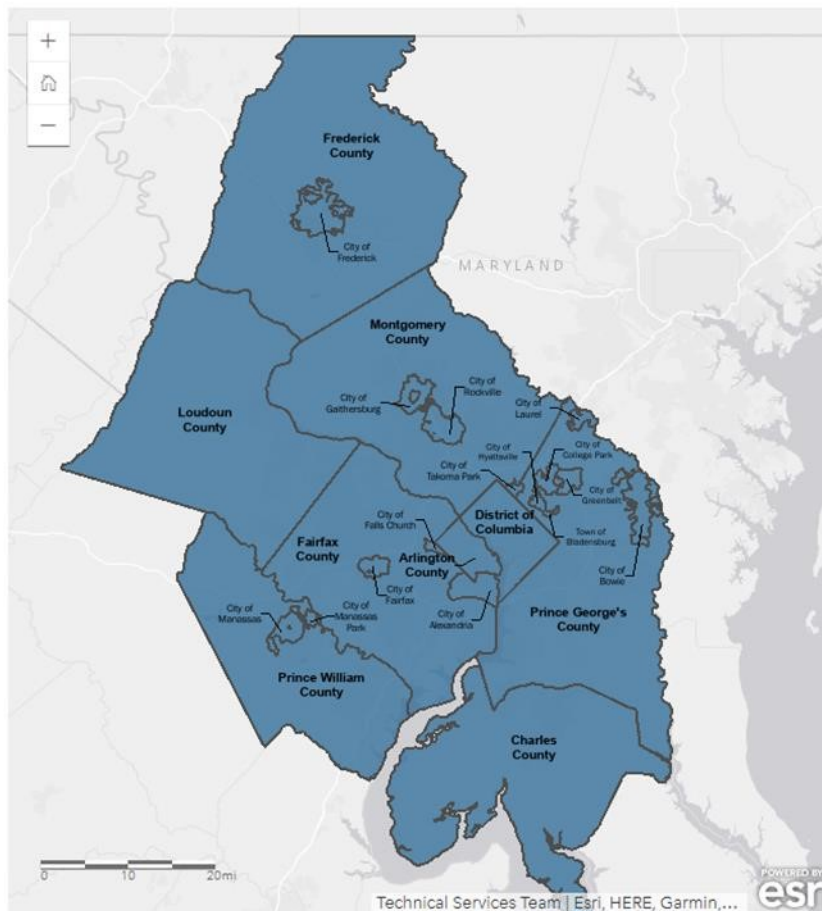 +
−
Frederick
County
City of
Frederick
MARYLAND
Montgomery
County
City of
Rockville
City of
Gaithersburg
City of
Laurel
Loudoun
County
City of
Hyattsville
City of
College Park
City of
Takoma Park
City of
Greenbelt
District of
Columbia
City of
Falls Church
Town of
Bladensburg
Fairfax
County
Arlington
County
City of
Bowie
City of
Fairfax
City of
Manassas
City of
Manassas
Park
City of
Alexandria
Prince George's
County
Prince William
County
Charles
County
0 10 20mi
POWERED BY
esri
Technical Services Team | Esri, HERE, Garmin,...